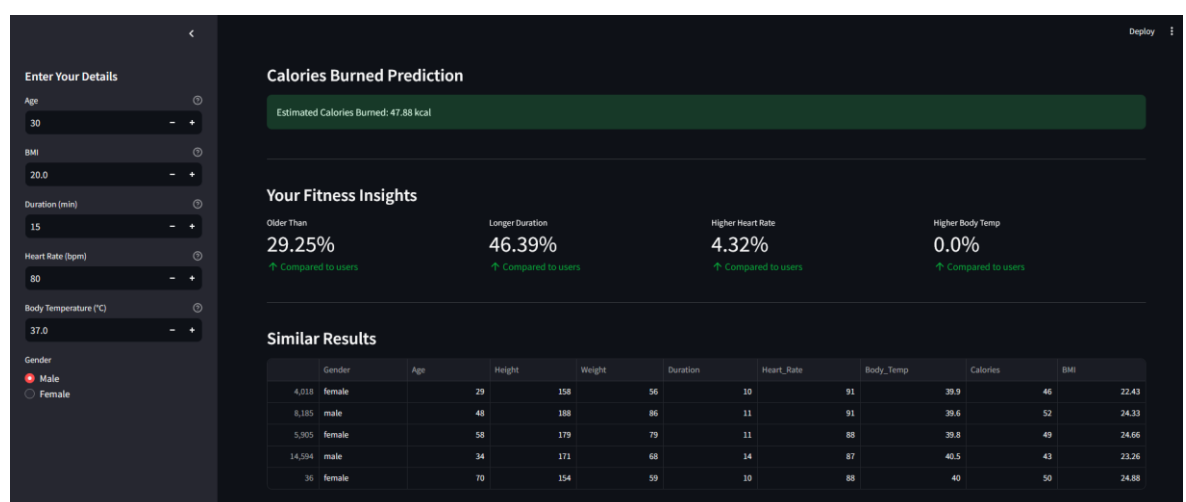 Deploy
Enter Your Details
Age
30
− +
BMI
20.0
− +
Duration (min)
15
− +
Heart Rate (bpm)
80
− +
Body Temperature (°C)
37.0
− +
Gender
Male
Female
Calories Burned Prediction
Estimated Calories Burned: 47.88 kcal
Your Fitness Insights
Older Than
29.25%
↑ Compared to users
Longer Duration
46.39%
↑ Compared to users
Higher Heart Rate
4.32%
↑ Compared to users
Higher Body Temp
0.0%
↑ Compared to users
Similar Results
Gender Age Height Weight Duration Heart_Rate Body_Temp Calories BMI
4,018 female 29 158 56 10 91 39.9 46 22.43
8,185 male 48 188 86 11 91 39.6 52 24.33
5,905 female 58 179 79 11 88 39.8 49 24.66
14,594 male 34 171 68 14 87 40.5 43 23.26
36 female 70 154 59 10 88 40 50 24.88